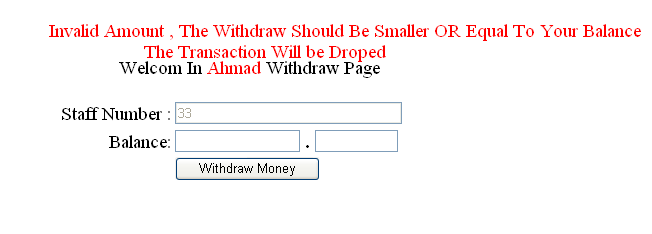 Invalid Amount , The Withdraw Should Be Smaller OR Equal To Your Balance
The Transaction Will be Droped
Welcom In Ahmad Withdraw Page
Staff Number : 33
Balance: .
Withdraw Money